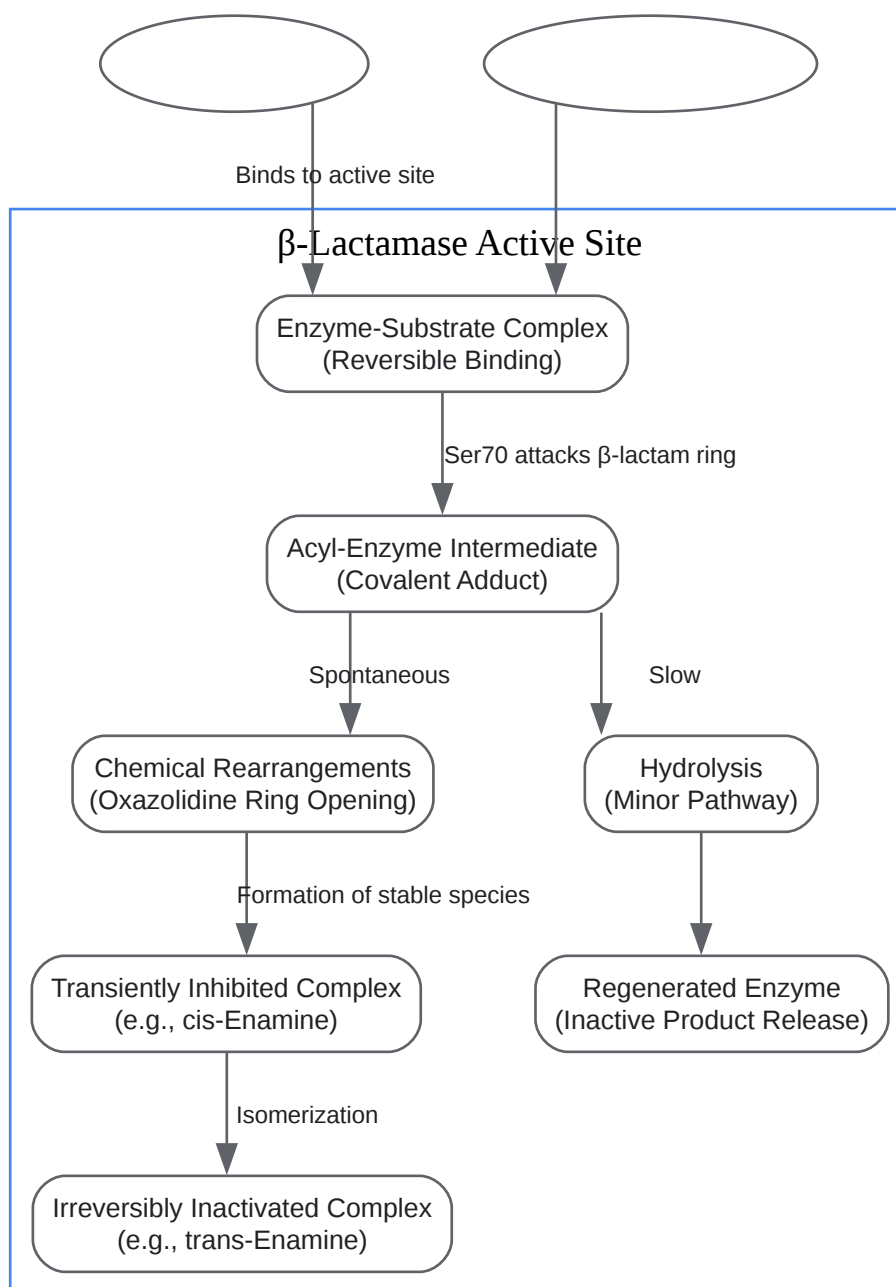 Binds to active site
β-Lactamase Active Site
Enzyme-Substrate Complex
(Reversible Binding)
Ser70 attacks β-lactam ring
Acyl-Enzyme Intermediate
(Covalent Adduct)
Spontaneous
Slow
Chemical Rearrangements
(Oxazolidine Ring Opening)
Hydrolysis
(Minor Pathway)
Formation of stable species
Transiently Inhibited Complex
(e.g., cis-Enamine)
Regenerated Enzyme
(Inactive Product Release)
Isomerization
Irreversibly Inactivated Complex
(e.g., trans-Enamine)